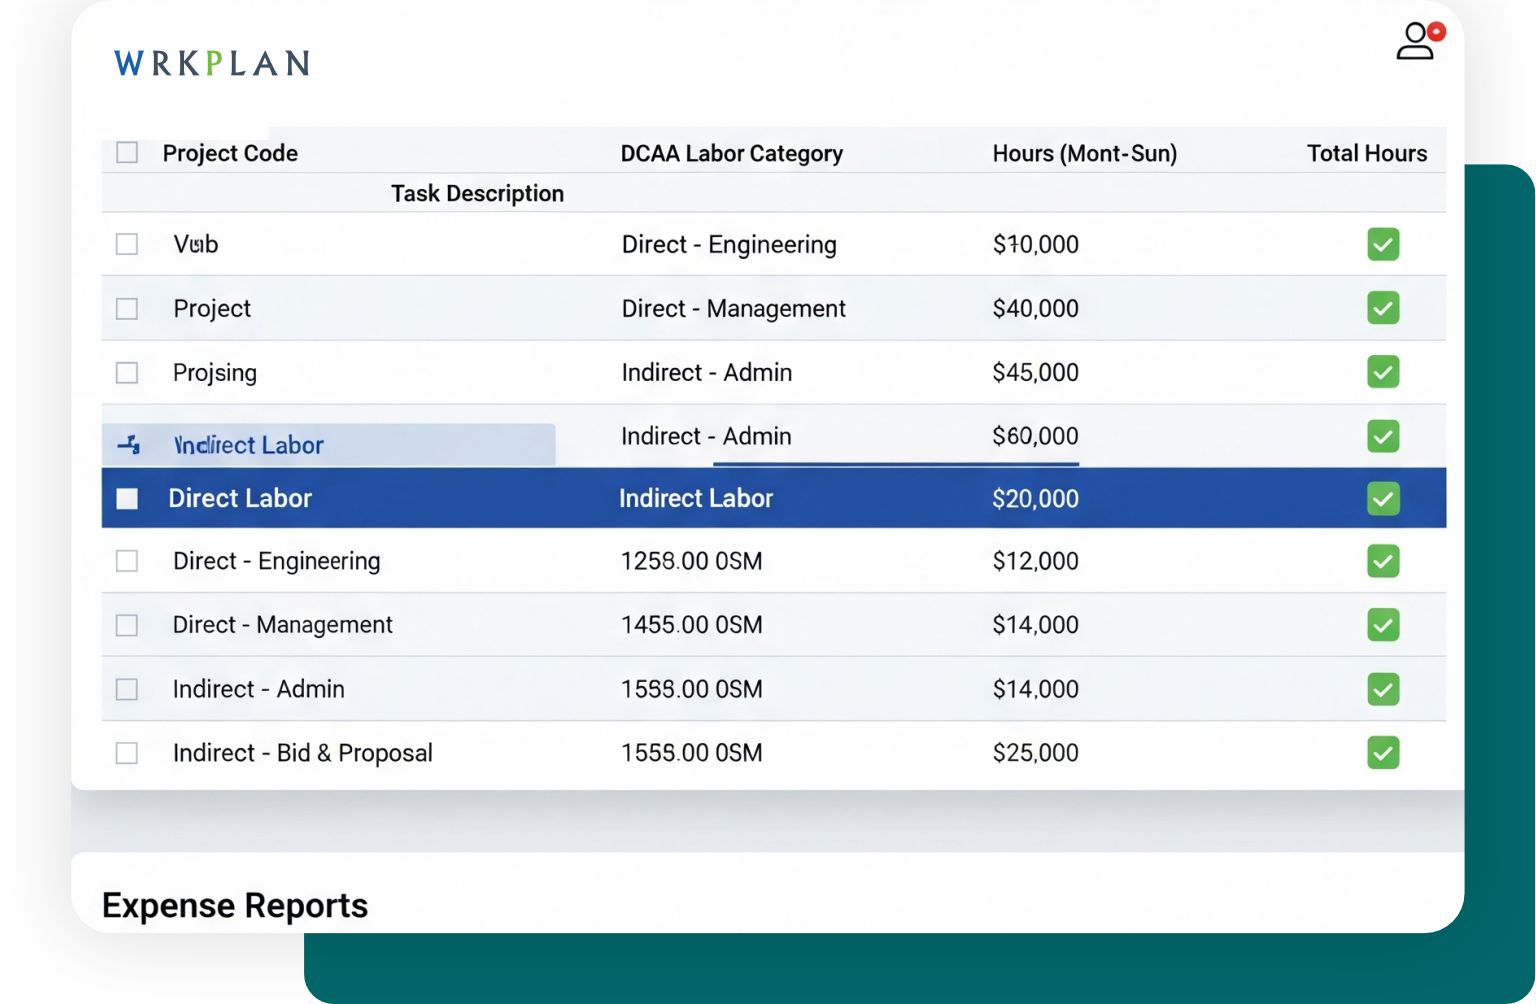 WRKPLAN
Project Code DCAA Labor Category Hours (Mont-Sun) Total Hours
Task Description
Direct - Engineering $10,000
Project Direct - Management $40,000
Projsing Indirect - Admin $45,000
Indirect Labor Indirect - Admin $60,000
Direct Labor Indirect Labor $20,000
Direct - Engineering 1258.00 0SM $12,000
Direct - Management 1455.00 0SM $14,000
Indirect - Admin 1588.00 0SM $14,000
Indirect - Bid & Proposal 1558.00 0SM $25,000
Expense Reports